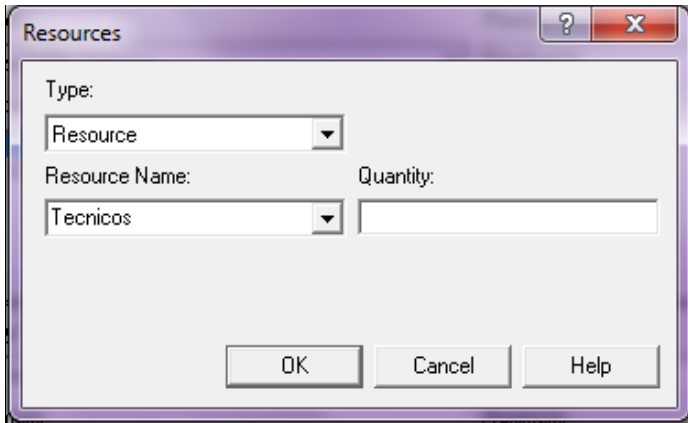 Resources
Type:
Resource
Resource Name: Quantity:
Tecnicos
OK Cancel Help